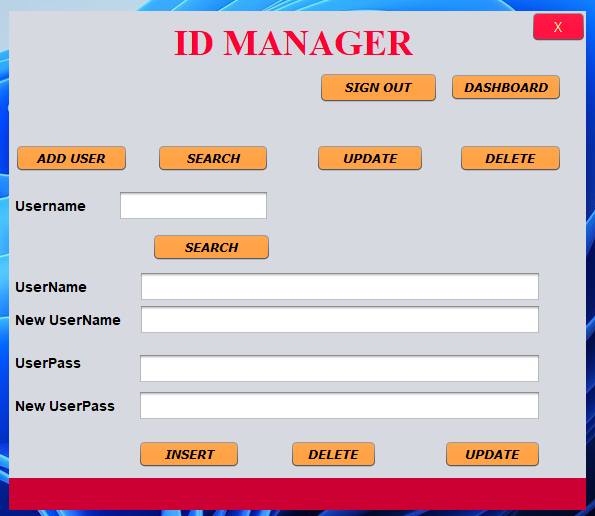 X
ID MANAGER
SIGN OUT DASHBOARD
ADD USER SEARCH UPDATE DELETE
Username
SEARCH
UserName
New UserName
UserPass
New UserPass
INSERT DELETE UPDATE